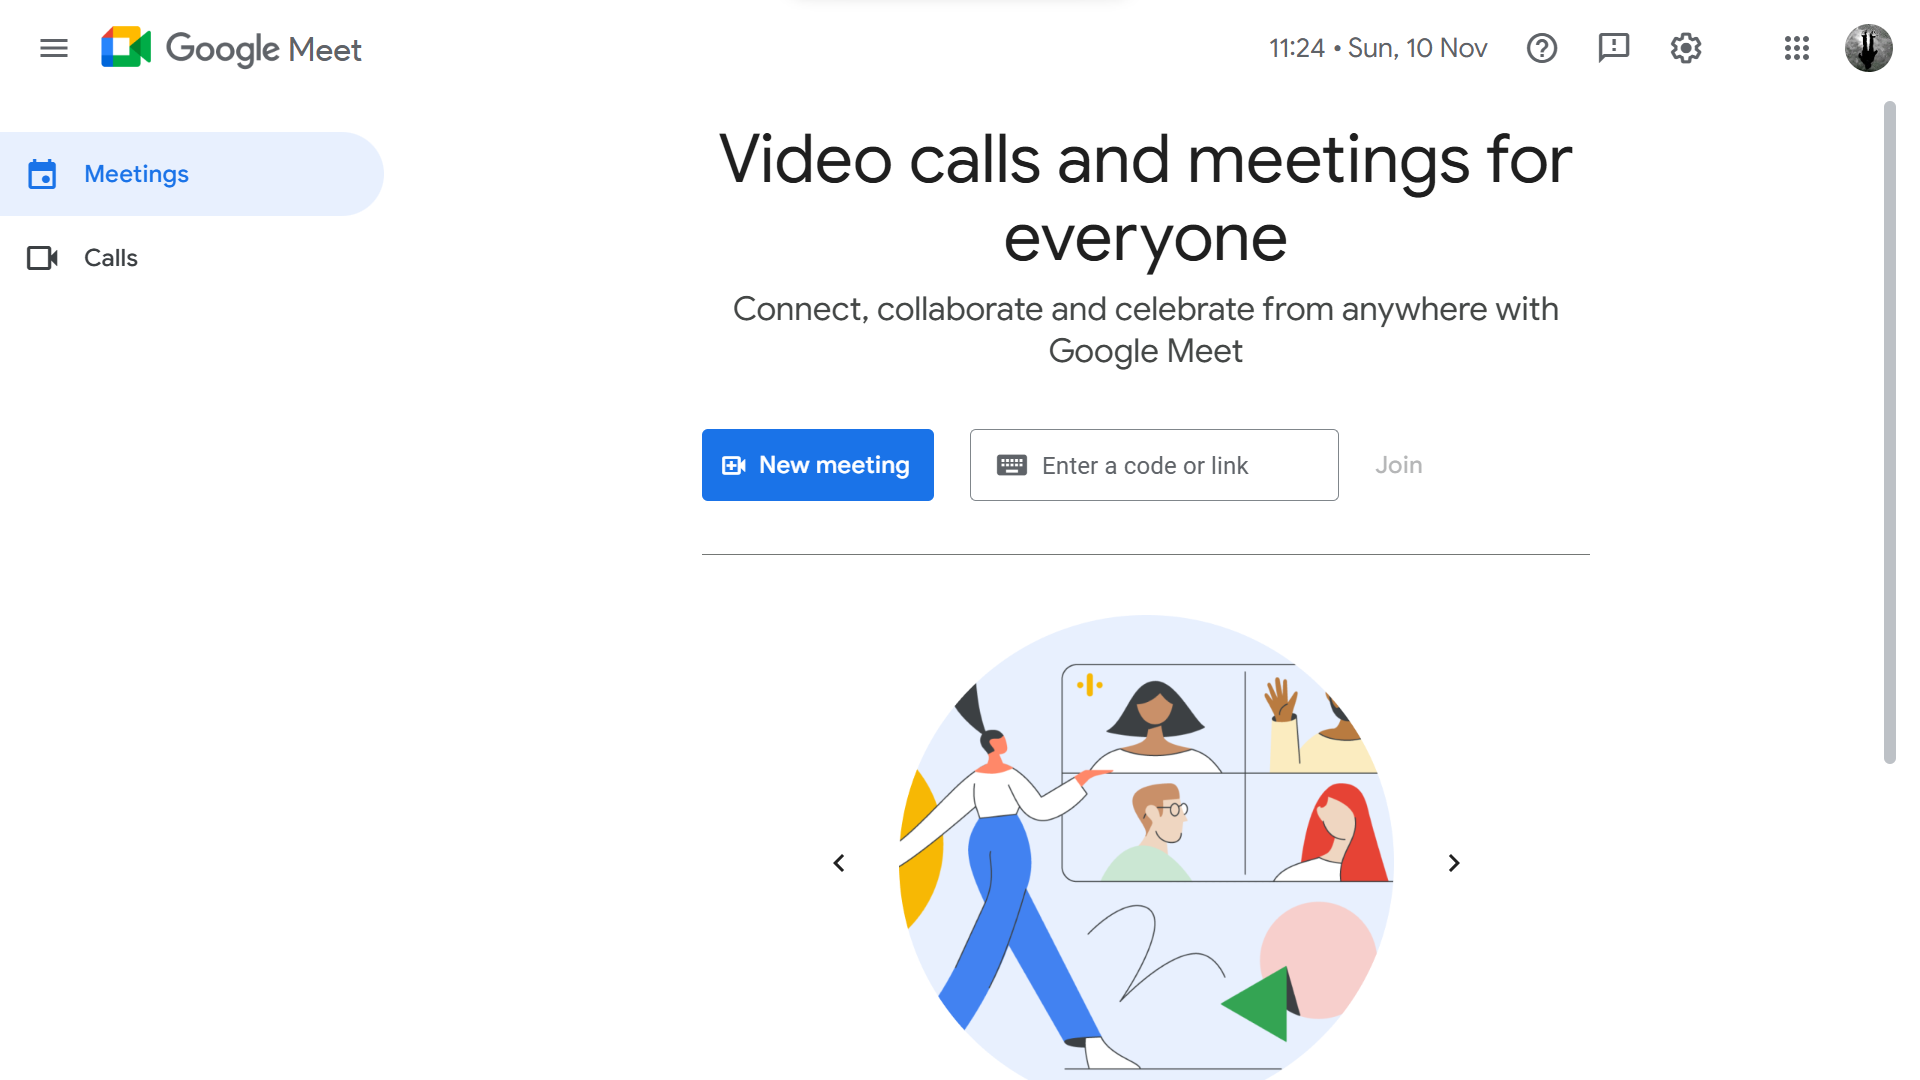 Google Meet
11:24 • Sun, 10 Nov
Meetings
Calls
Video calls and meetings for
everyone
Connect, collaborate and celebrate from anywhere with
Google Meet
New meeting
Enter a code or link
Join